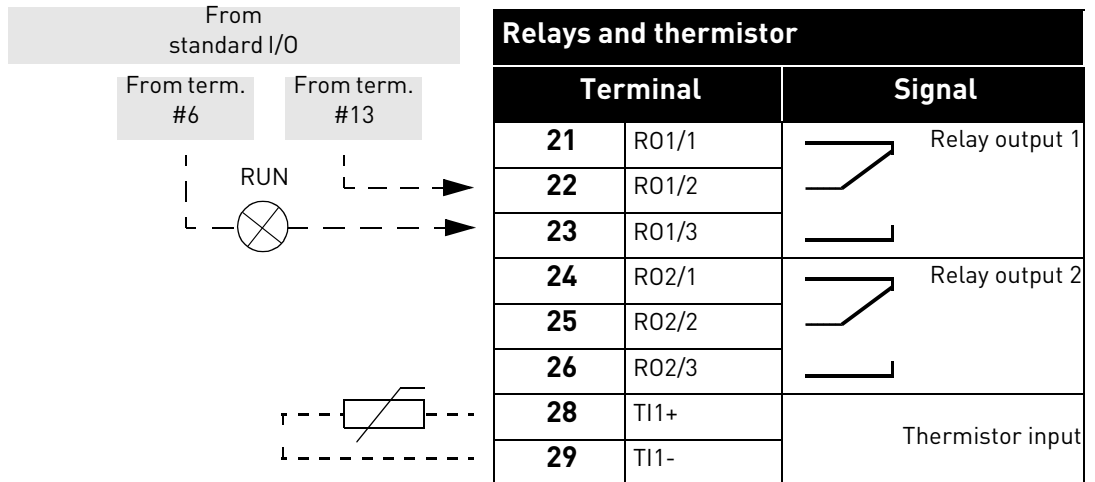 From
standard I/O
From term.
#6
From term.
#13
RUN
Relays and thermistor
Terminal Signal
21 RO1/1 Relay output 1
22 RO1/2
23 RO1/3
24 RO2/1 Relay output 2
25 RO2/2
26 RO2/3
28 TI1+ Thermistor input
29 TI1-